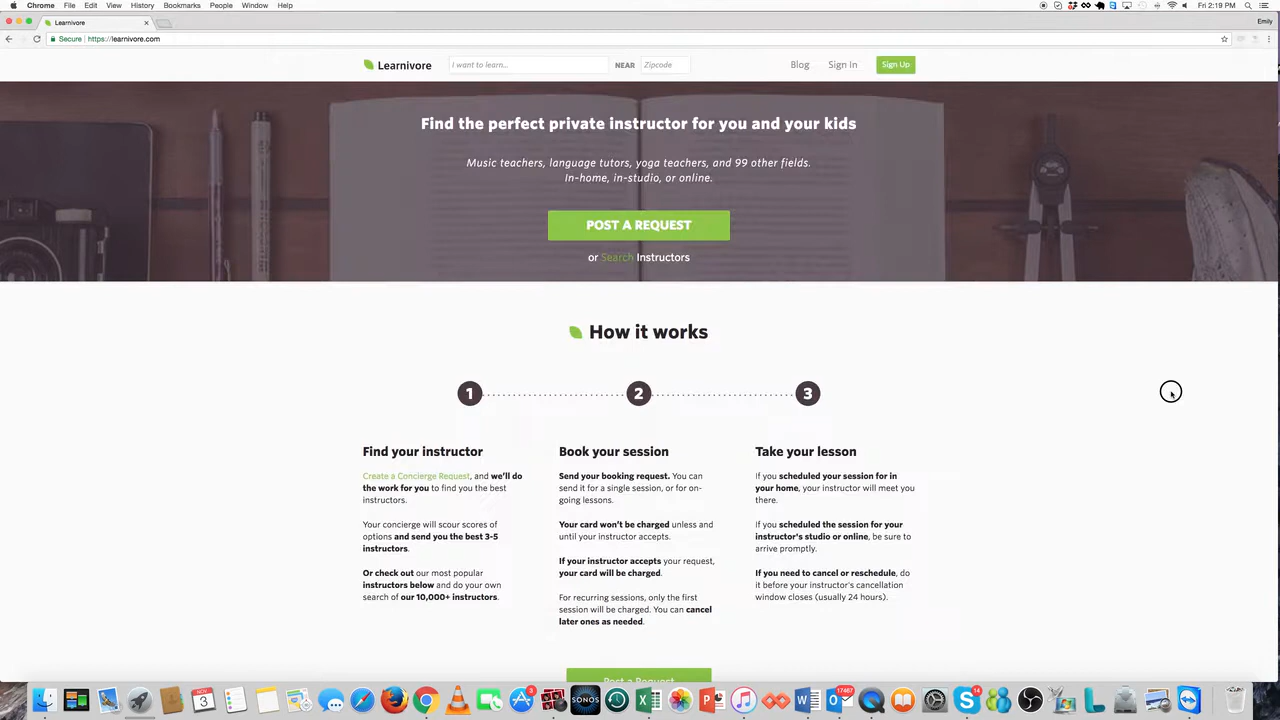 Chrome File Edit View History Bookmarks People Window Help
Fri 2:19 PM
Learnivore
Emily
Secure https://learnivore.com
Learnivore
I want to learn...
NEAR
Zipcode
Blog
Sign In
Sign Up
Find the perfect private instructor for you and your kids
Music teachers, language tutors, yoga teachers, and 99 other fields.
In-home, in-studio, or online.
POST A REQUEST
or Search Instructors
How it works
1
2
3
Find your instructor
Create a Concierge Request, and we'll do
the work for you to find you the best
instructors.
Your concierge will scour scores of
options and send you the best 3-5
instructors.
Or check out our most popular
instructors below and do your own
search of our 10,000+ instructors.
Book your session
Send your booking request. You can
send it for a single session, or for on-
going lessons.
Your card won't be charged unless and
until your instructor accepts.
If your instructor accepts your request,
your card will be charged.
For recurring sessions, only the first
session will be charged. You can cancel
later ones as needed.
Take your lesson
If you scheduled your session for in
your home, your instructor will meet you
there.
If you scheduled the session for your
instructor's studio or online, be sure to
arrive promptly.
If you need to cancel or reschedule, do
it before your instructor's cancellation
window closes (usually 24 hours).
Post a Request
NOV
3
3
SONOS
17467
14